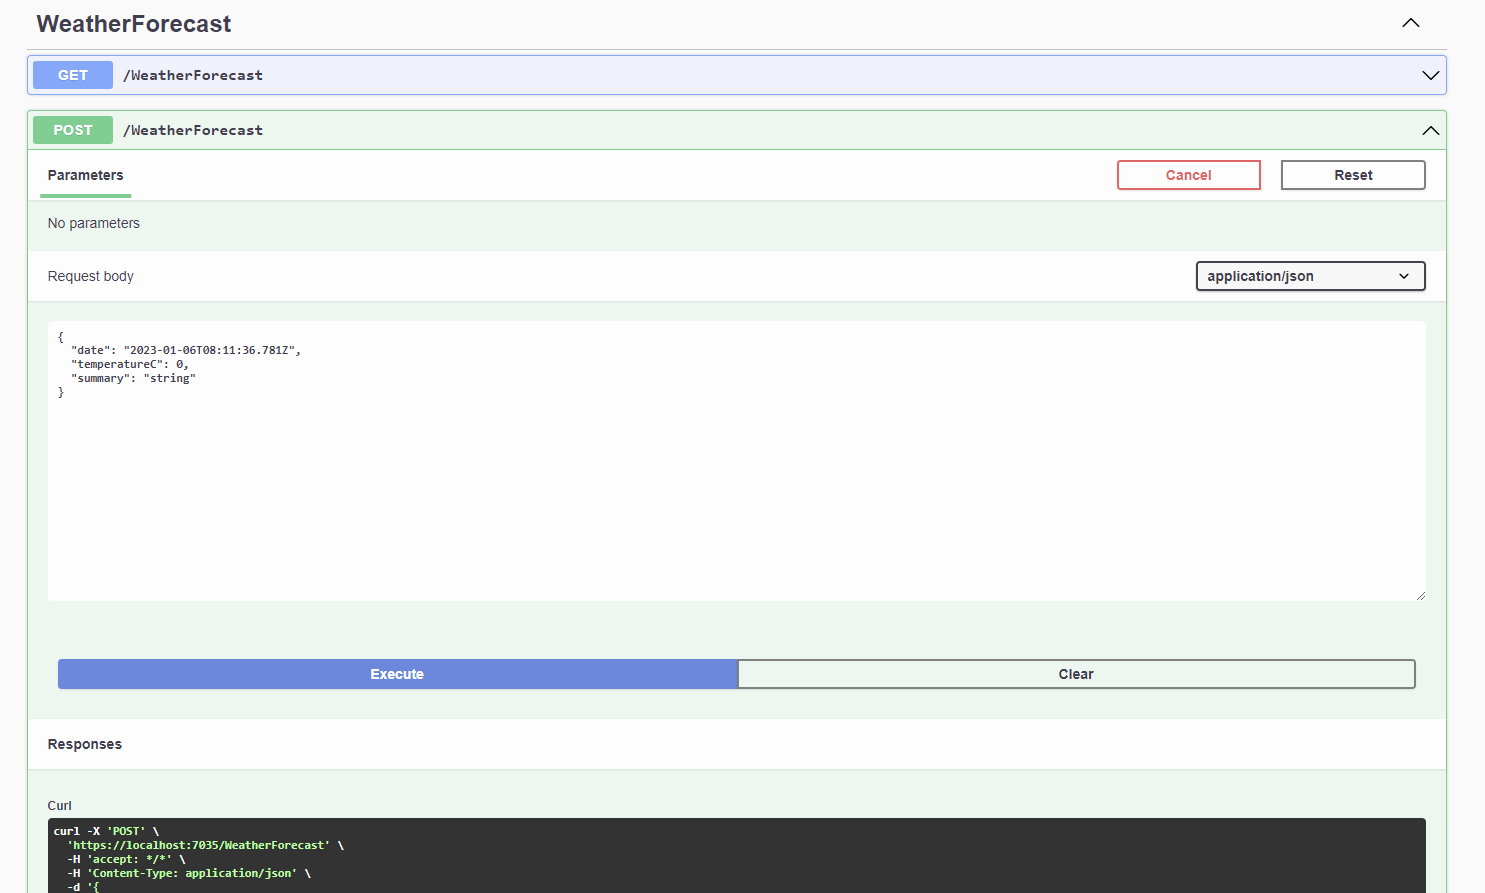 WeatherForecast
GET /WeatherForecast
POST /WeatherForecast
Parameters Cancel Reset
No parameters
Request body application/json
{
  "date": "2023-01-06T08:11:36.781Z",
  "temperatureC": 0,
  "summary": "string"
}
Execute Clear
Responses
Curl
curl -X 'POST' \
  'https://localhost:7035/WeatherForecast' \
  -H 'accept: */*' \
  -H 'Content-Type: application/json' \
  -d '{